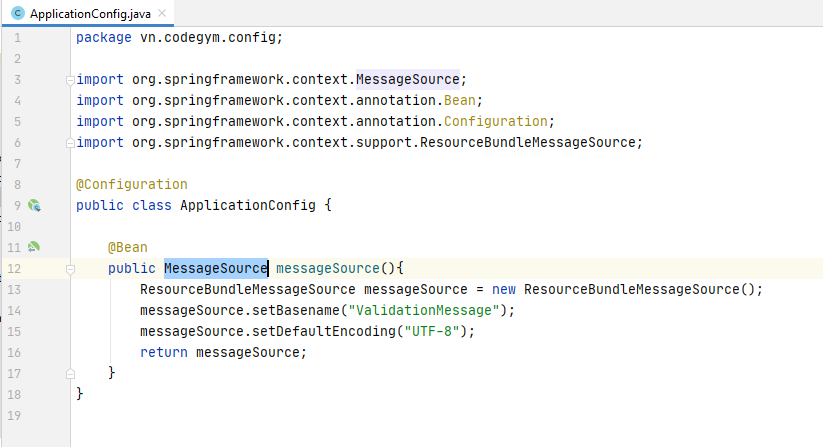 ApplicationConfig.java
1 package vn.codegym.config;
2
3 import org.springframework.context.MessageSource;
4 import org.springframework.context.annotation.Bean;
5 import org.springframework.context.annotation.Configuration;
6 import org.springframework.context.support.ResourceBundleMessageSource;
7
8 @Configuration
9 public class ApplicationConfig {
10
11 @Bean
12 public MessageSource messageSource(){
13 ResourceBundleMessageSource messageSource = new ResourceBundleMessageSource();
14 messageSource.setBasename("ValidationMessage");
15 messageSource.setDefaultEncoding("UTF-8");
16 return messageSource;
17 }
18 }
19